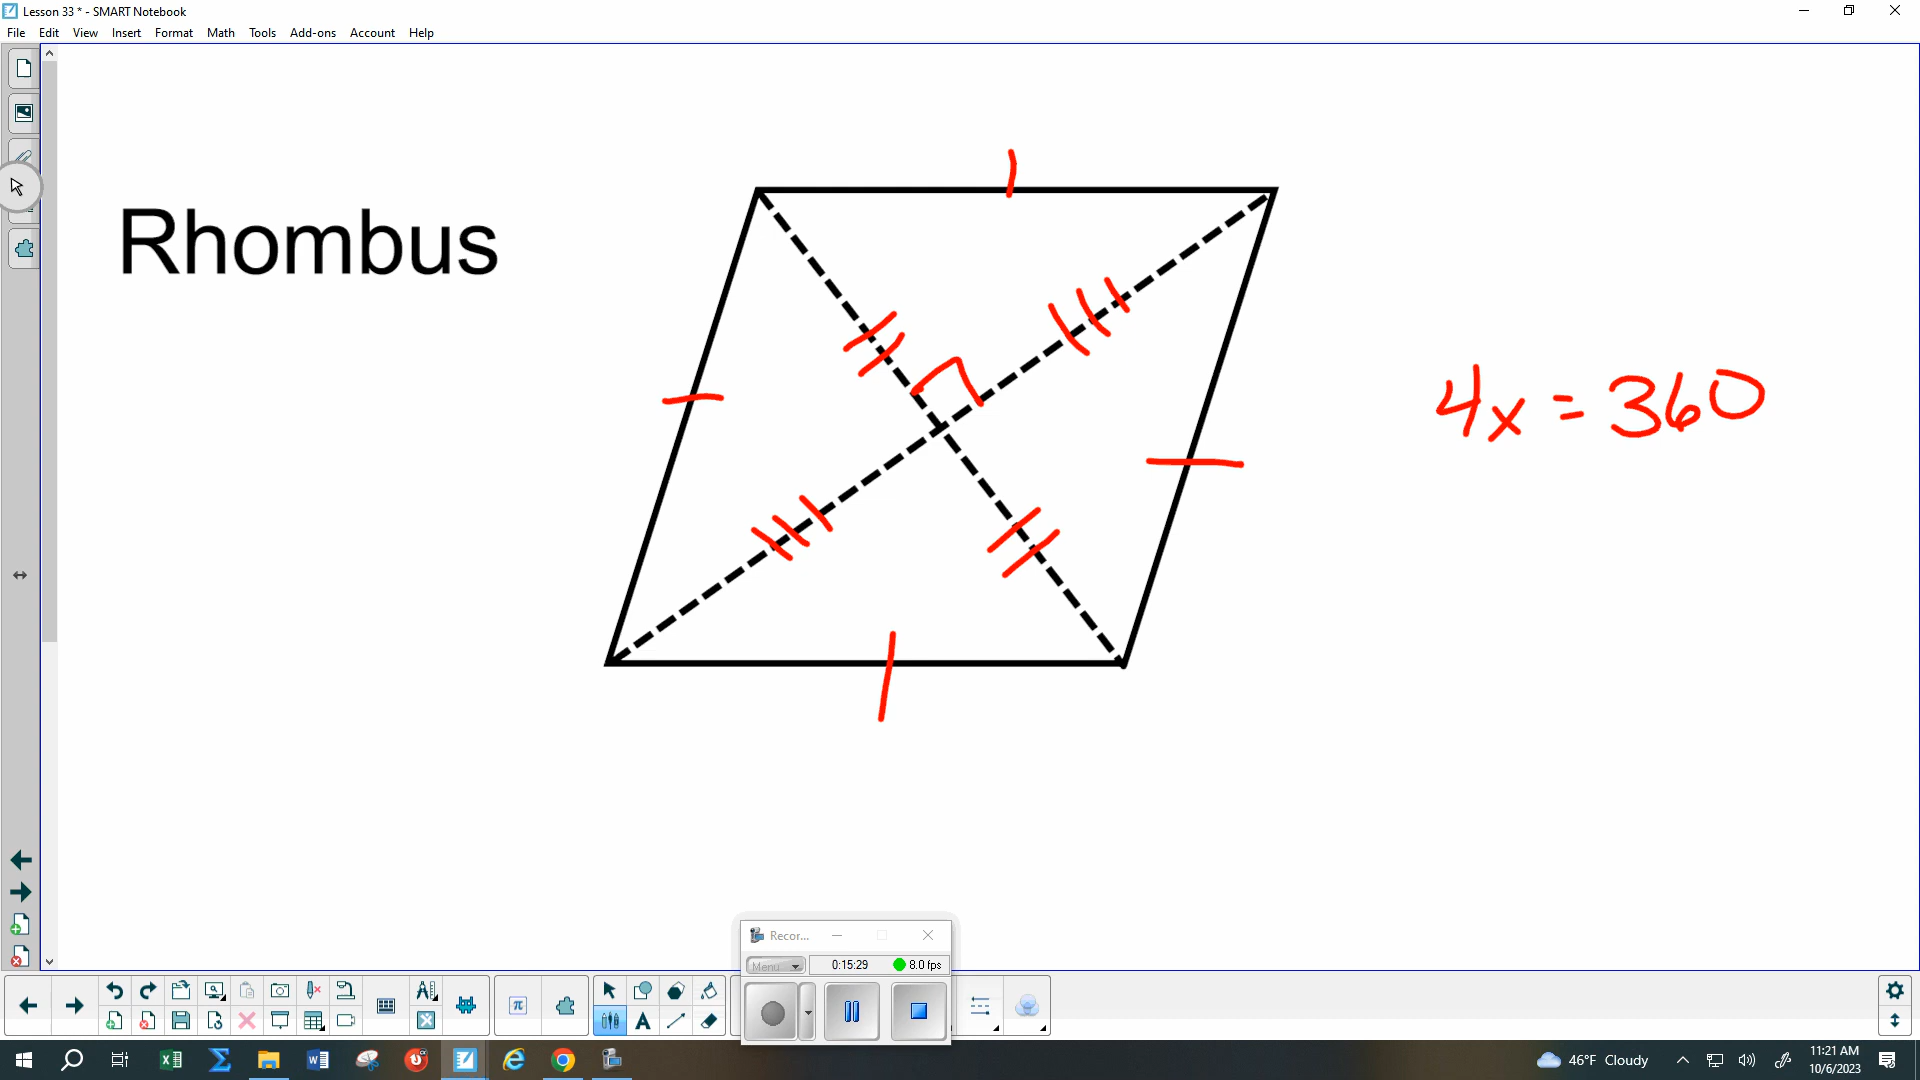 Lesson 33 * - SMART Notebook
File Edit View Insert Format Math Tools Add-ons Account Help
Rhombus
4x = 360
Recor...
Menu
0:15:29 8.0 fps
π
A
46°F Cloudy
11:21 AM
10/6/2023